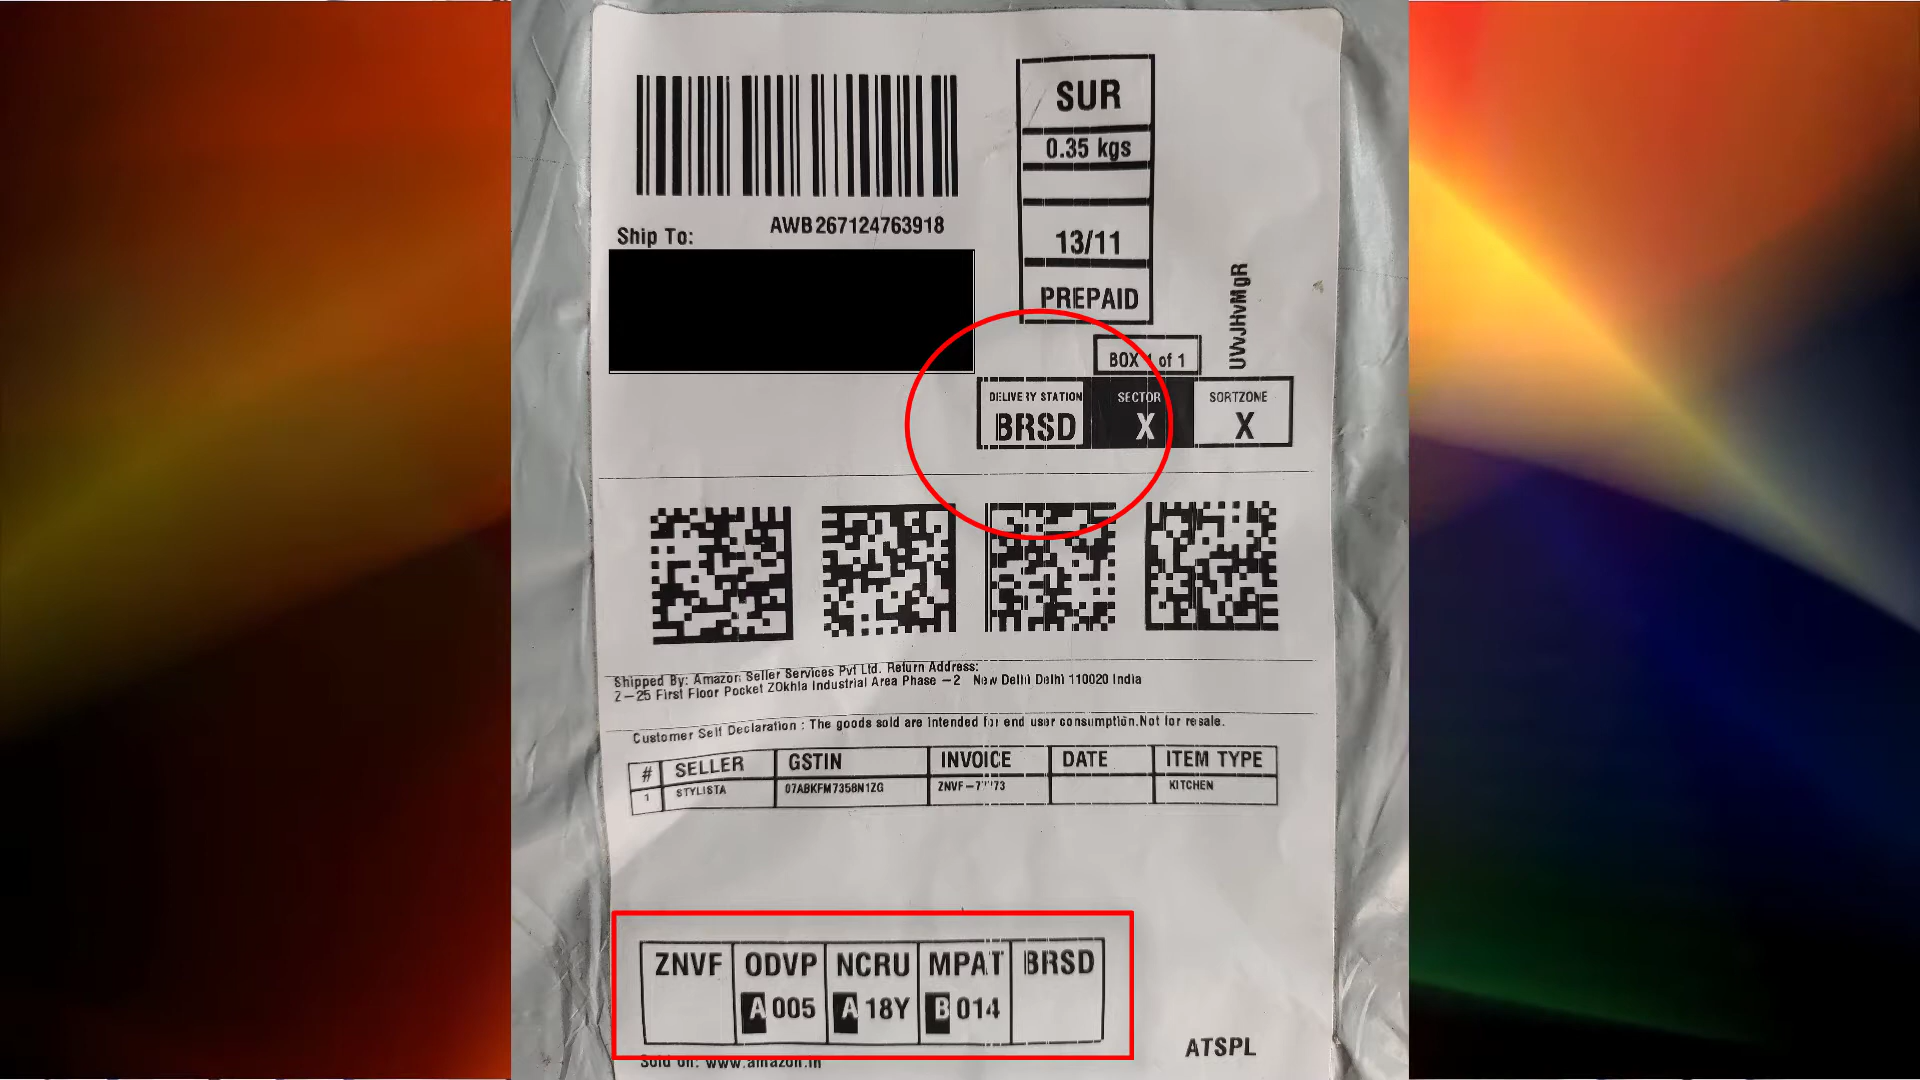 SUR
0.35 kgs
13/11
PREPAID
AWB 267124763918
Ship To:
UVvJHvMgR
BOX 1 of 1
DELIVERY STATION
BRSD
SECTOR
X
SORTZONE
X
Shipped By: Amazon Seller Services Pvt Ltd. Return Address:
2-25 First Floor Pocket ZOkhla Industrial Area Phase -2 New Delhi Delhi 110020 India
Customer Self Declaration : The goods sold are intended for end user consumption.Not for resale.
# SELLER GSTIN INVOICE DATE ITEM TYPE
1 STYLISTA 07ABKFM7358N1ZG KITCHEN
ZNVF ODVP NCRU MPAT BRSD
A 005 A 18Y B 014
Sold on: www.amazon.in
ATSPL